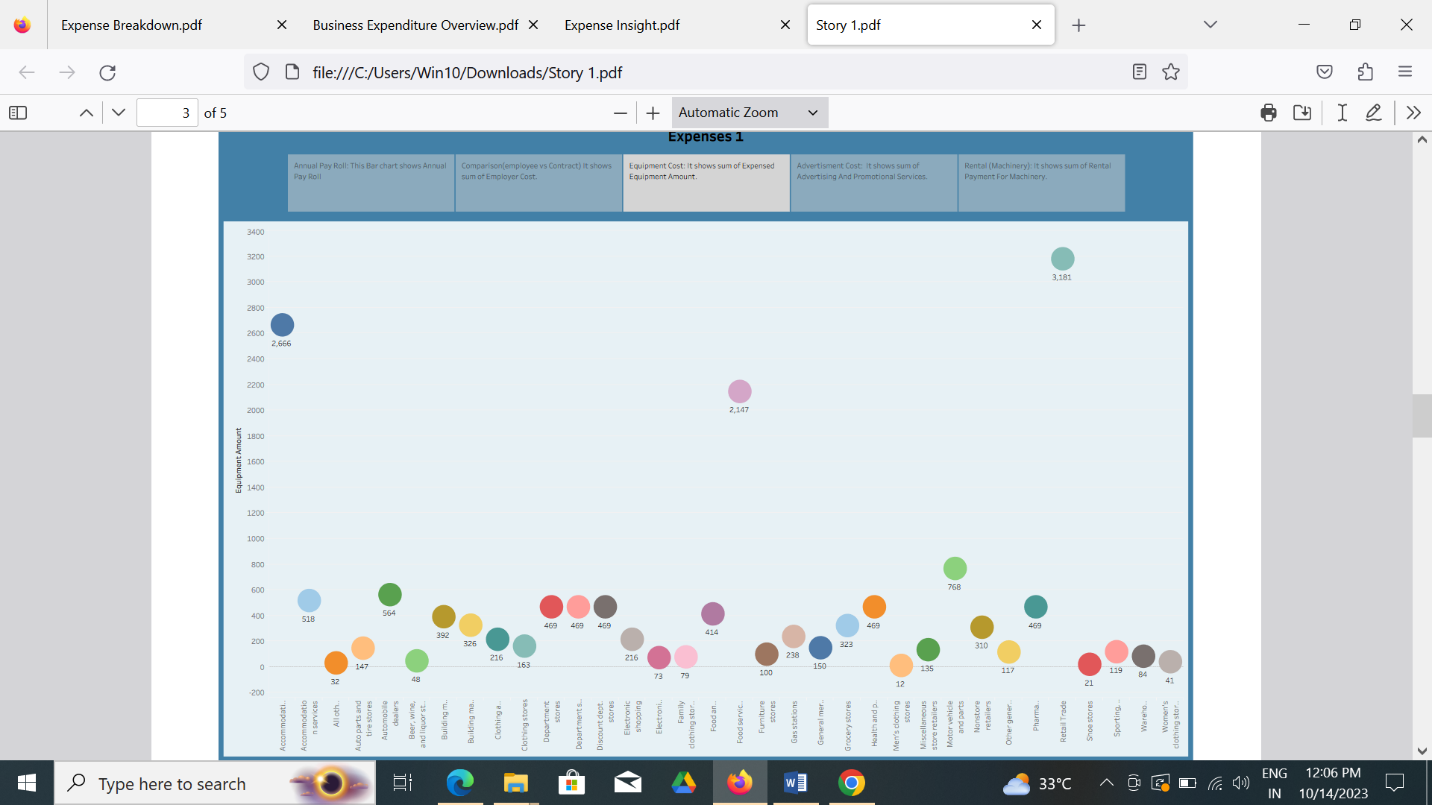 Expense Breakdown.pdf
Business Expenditure Overview.pdf
Expense Insight.pdf
Story 1.pdf
file:///C:/Users/Win10/Downloads/Story 1.pdf
3 of 5
Automatic Zoom
Expenses 1
Annual Pay Roll: This Bar chart shows Annual
Pay Roll
Comparison(employee vs Contract) It shows
sum of Employor Cost.
Equipment Cost: It shows sum of Expensed
Equipment Amount.
Advertisment Cost: It shows sum of
Advertising And Promotional Services.
Rental (Machinery): It shows sum of Rental
Payment For Machinery.
Equipment Amount
3400
3200
3000
2800
2600
2400
2200
2000
1800
1600
1400
1200
1000
800
600
400
200
0
-200
2,666
518
32
147
564
48
392
326
216
163
469
469
469
216
73
79
414
2,147
100
238
150
323
469
12
135
768
310
117
469
3,181
21
119
84
41
Accommodati..
Accommodatio
n services
All oth..
Auto parts and
tire stores
Automobile
dealers
Beer, wine,
and liquor st..
Building m..
Building ma..
Clothing a..
Clothing stores
Department
stores
Department s..
Discount dept.
stores
Electronic
shopping
Electroni..
Family
clothing stor..
Food an..
Food servic..
Furniture
stores
Gas stations
General mer..
Grocery stores
Health and p..
Men's clothing
stores
Miscellaneous
store retailers
Motor vehicle
and parts
Nonstore
retailers
Other gener..
Pharma..
Retail Trade
Shoe stores
Sporting..
Wareho..
Women's
clothing stor..
Type here to search
33°C
ENG
IN
12:06 PM
10/14/2023